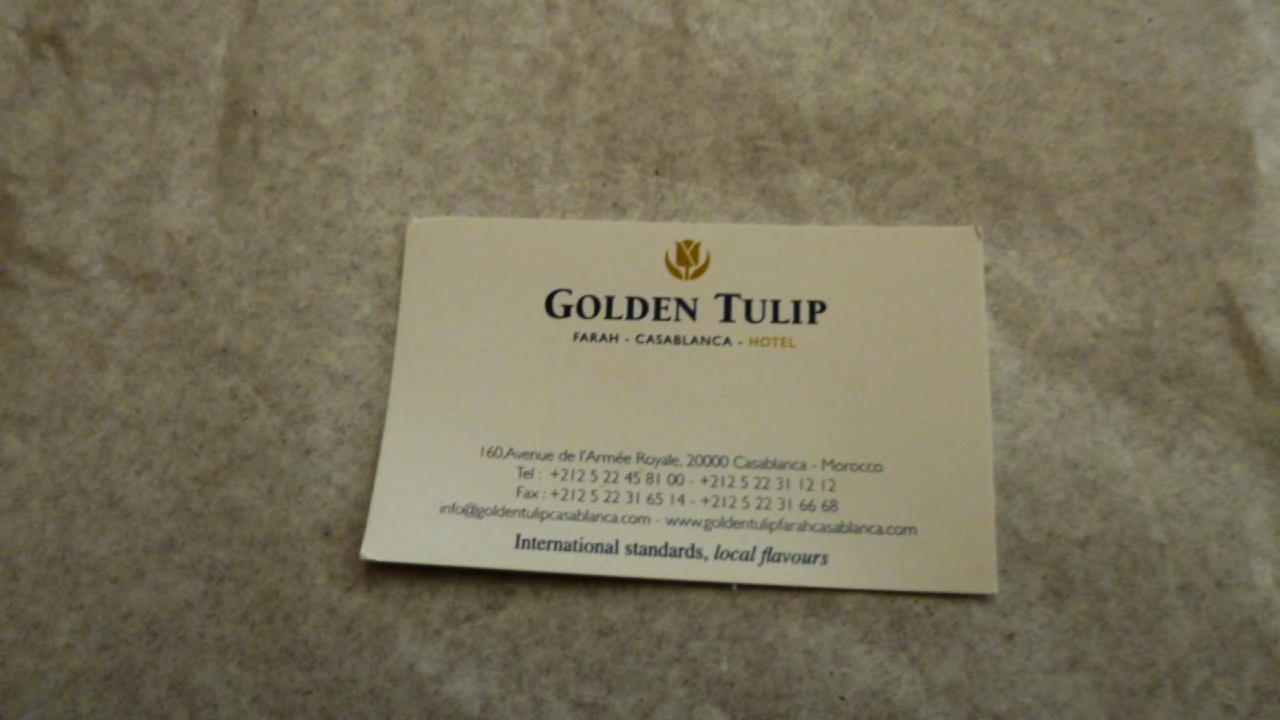 GOLDEN TULIP
FARAH - CASABLANCA - HOTEL
160,Avenue de l'Armée Royale, 20000 Casablanca - Morocco
Tel : +212 5 22 45 81 00 - +212 5 22 31 12 12
Fax : +212 5 22 31 65 14 - +212 5 22 31 66 68
info@goldentulipcasablanca.com - www.goldentulipfarahcasablanca.com
International standards, local flavours